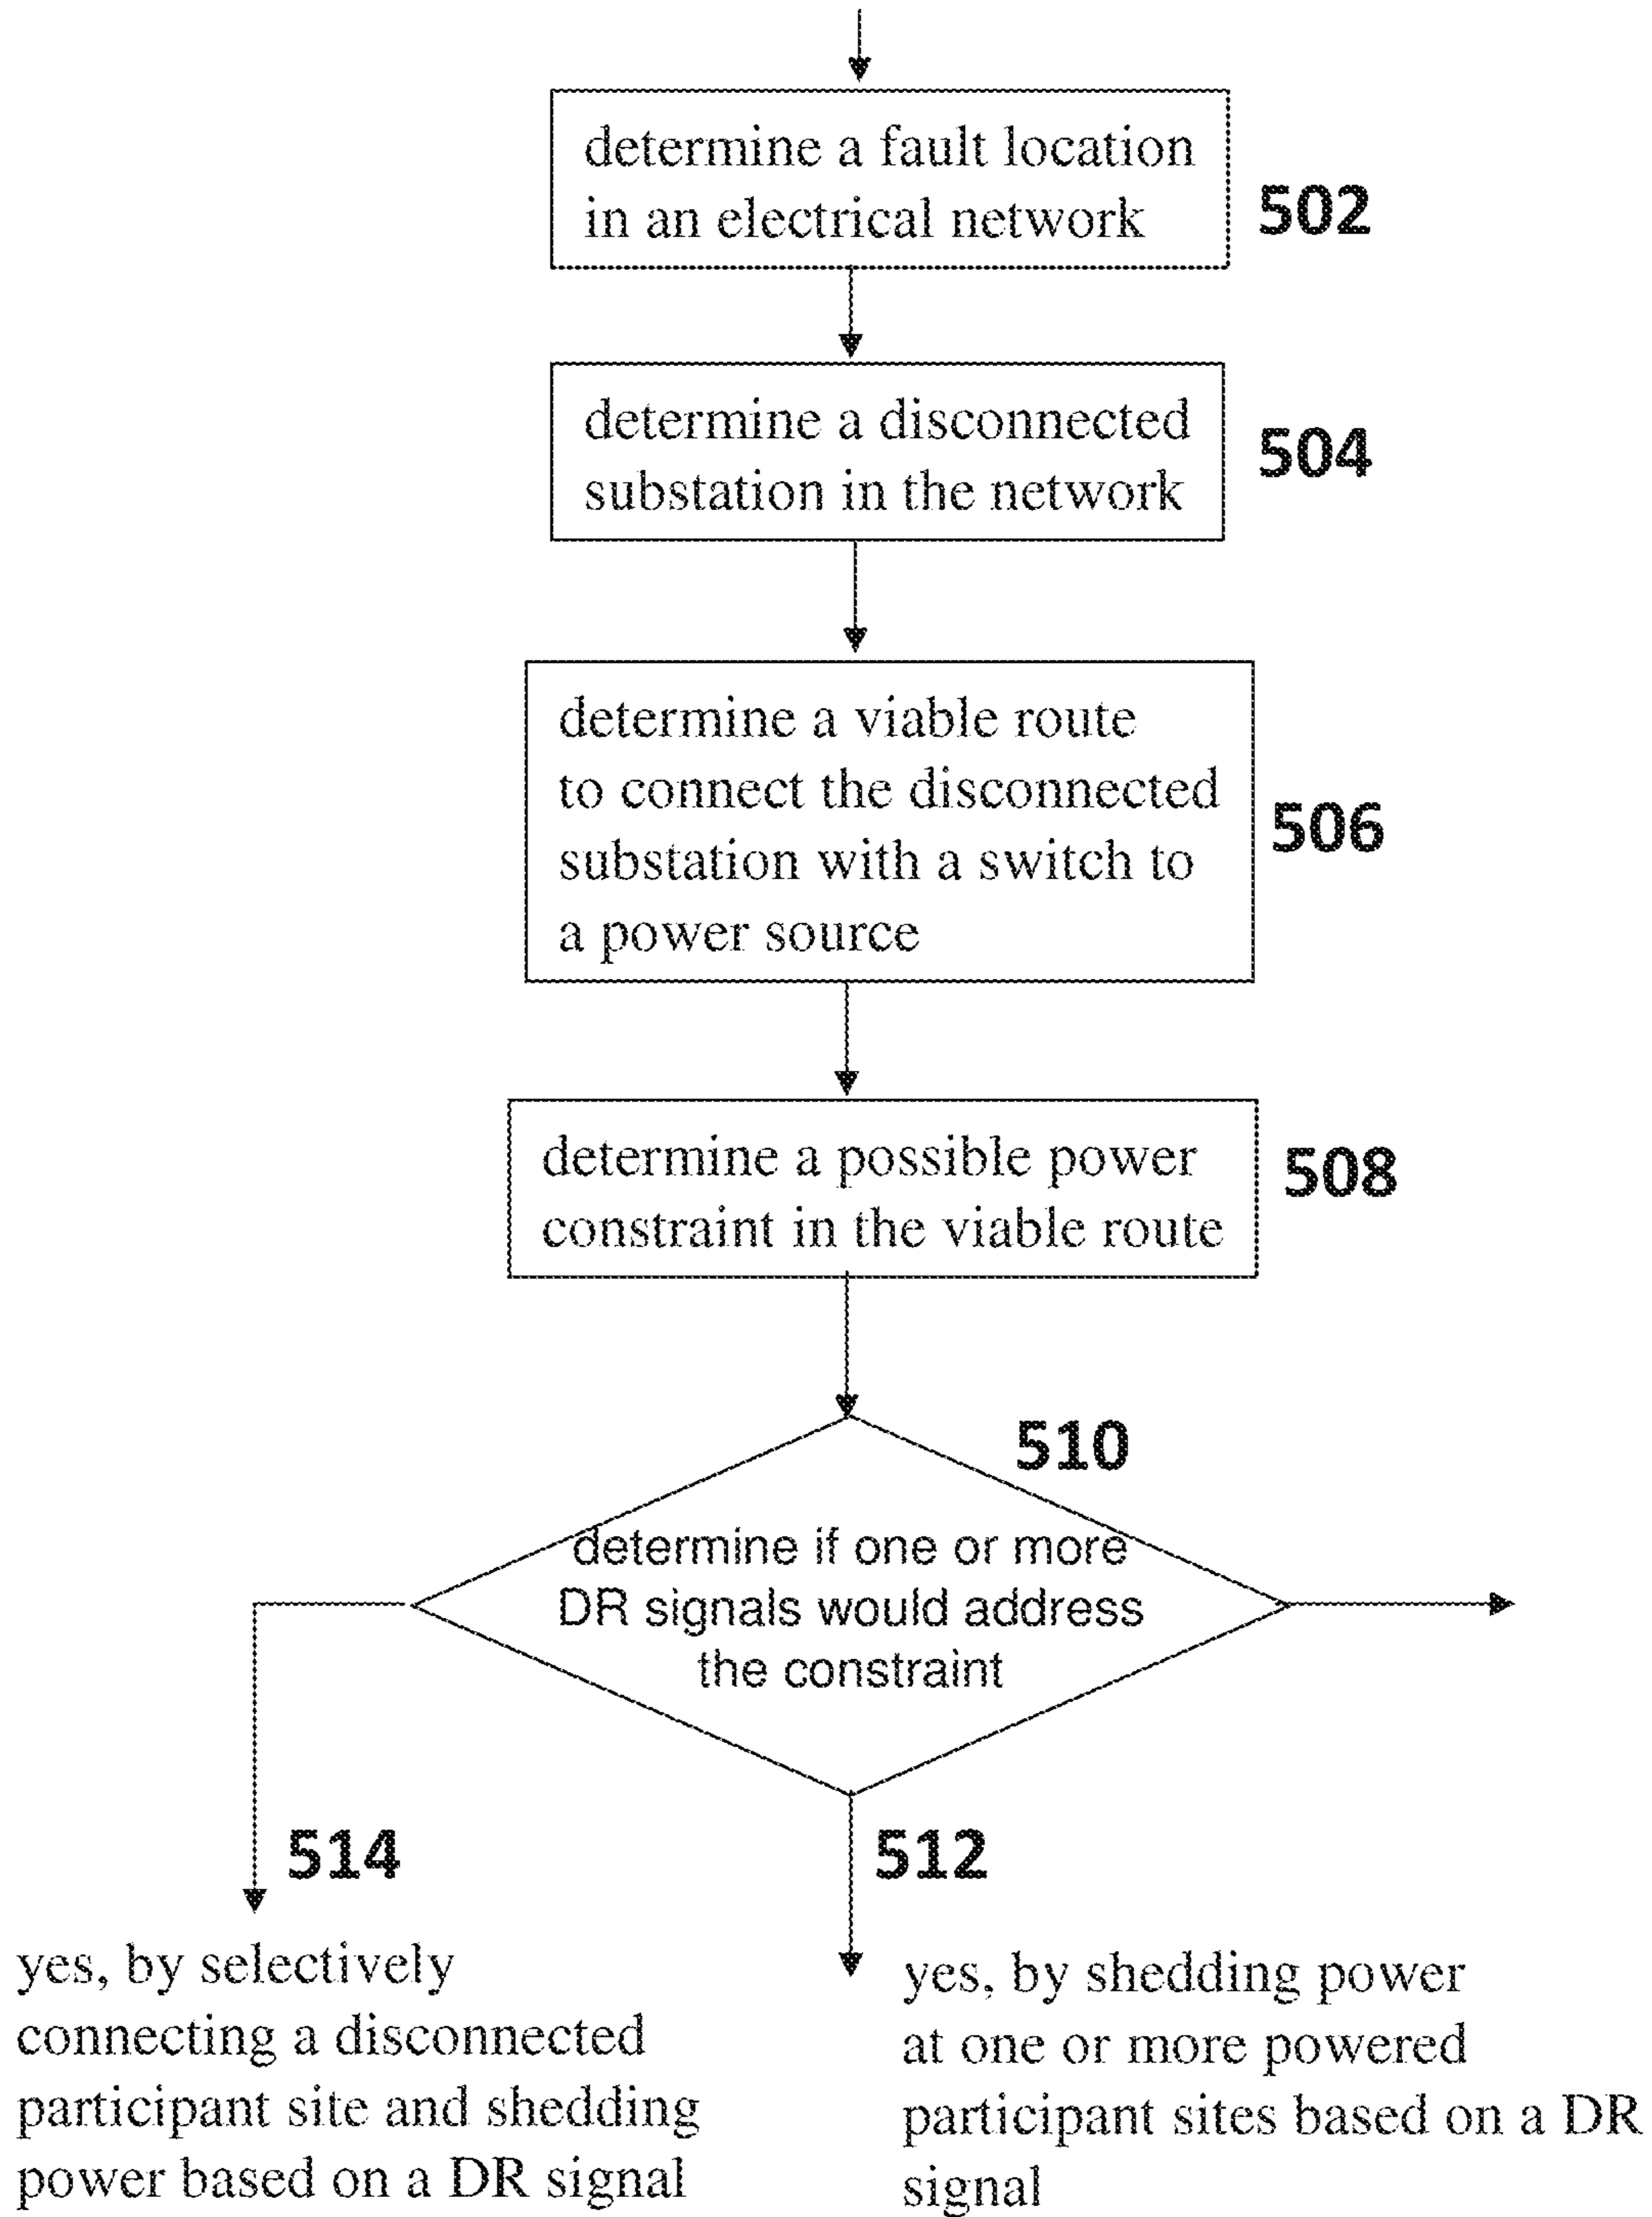 determine a fault location
in an electrical network
502
determine a disconnected
substation in the network
504
determine a viable route
to connect the disconnected
substation with a switch to
a power source
506
determine a possible power
constraint in the viable route
508
510
determine if one or more
DR signals would address
the constraint
514
512
yes, by selectively
connecting a disconnected
participant site and shedding
power based on a DR signal
yes, by shedding power
at one or more powered
participant sites based on a DR
signal